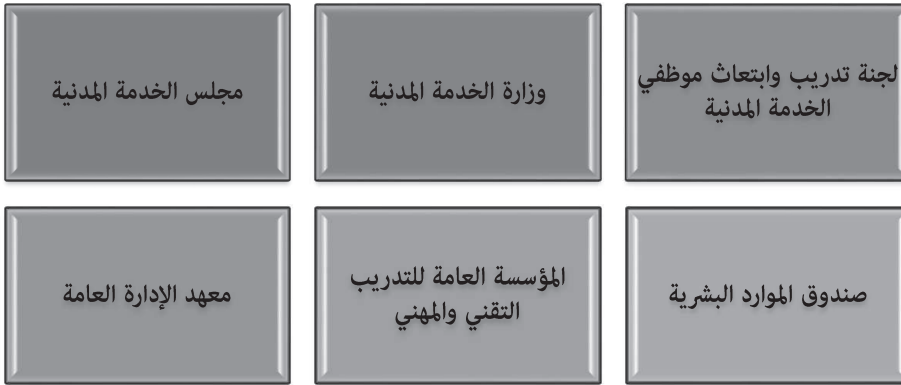 لجنة تدريب وابتعاث موظفي
الخدمة المدنية
وزارة الخدمة المدنية
مجلس الخدمة المدنية
صندوق الموارد البشرية
المؤسسة العامة للتدريب
التقني والمهني
معهد الإدارة العامة